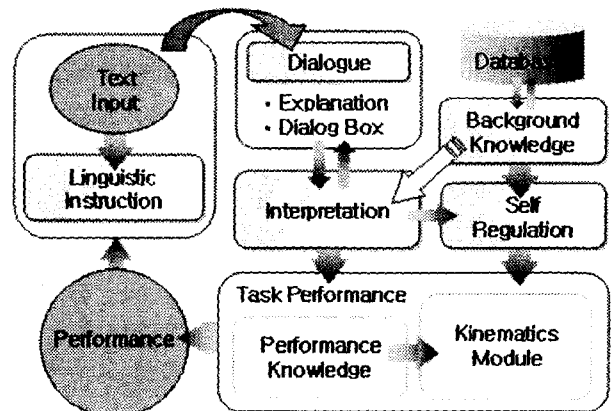 Text
Input
Linguistic
Instruction
Dialogue
• Explanation
• Dialog Box
Background
Knowledge
Interpretation
Self
Regulation
Task Performance
Performance
Performance
Knowledge
Kinematics
Module